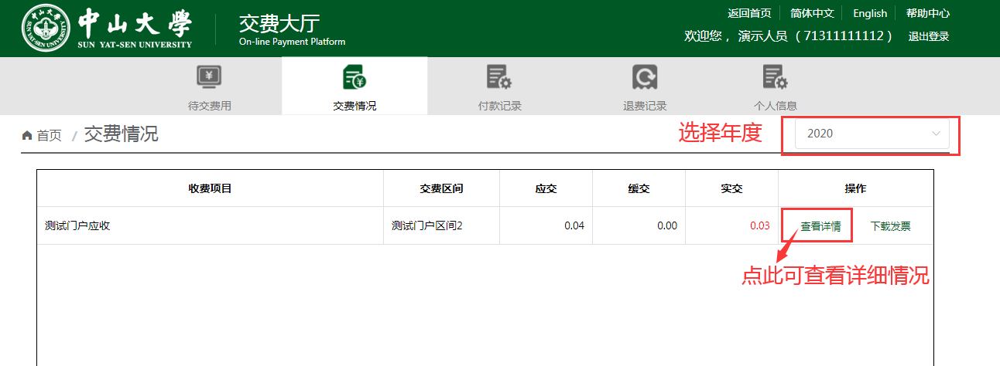 中山大學
SUN YAT-SEN UNIVERSITY
交费大厅
On-line Payment Platform
返回首页 简体中文 English 帮助中心
欢迎您，演示人员（71311111112） 退出登录
待交费用 交费情况 付款记录 退费记录 个人信息
首页 / 交费情况
选择年度 2020
收费项目 交费区间 应交 缓交 实交 操作
测试门户应收 测试门户区间2 0.04 0.00 0.03 查看详情 下载发票
点此可查看详细情况